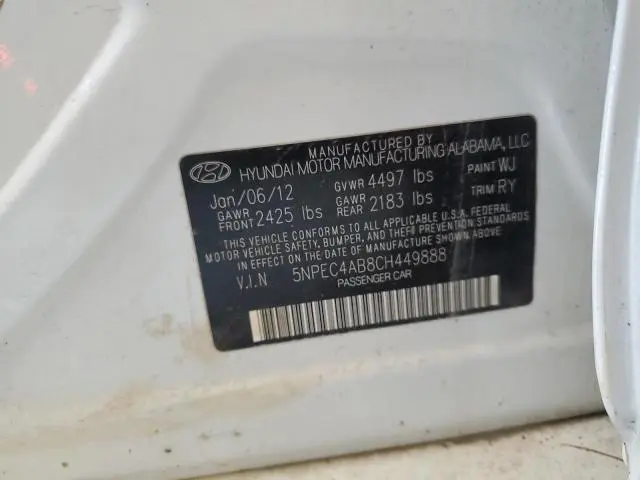 MANUFACTURED BY
HYUNDAI MOTOR MANUFACTURING ALABAMA, LLC
Jan/06/12 GVWR 4497 lbs PAINT WJ
GAWR FRONT 2425 lbs GAWR REAR 2183 lbs TRIM RY
THIS VEHICLE CONFORMS TO ALL APPLICABLE U.S.A. FEDERAL
MOTOR VEHICLE SAFETY, BUMPER, AND THEFT PREVENTION STANDARDS
IN EFFECT ON THE DATE OF MANUFACTURE SHOWN ABOVE.
V.I.N 5NPEC4AB8CH449888
PASSENGER CAR